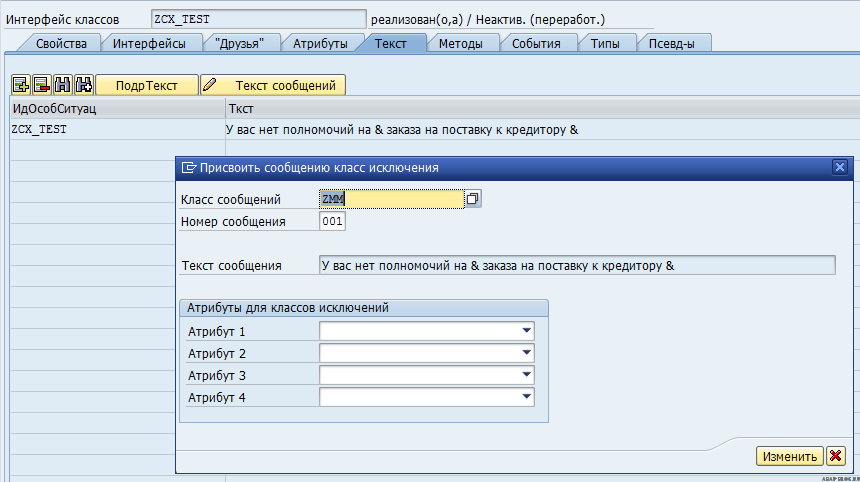 Интерфейс классов ZCX_TEST реализован(о,а) / Неактив. (переработ.)
Свойства Интерфейсы "Друзья" Атрибуты Текст Методы События Типы Псевд-ы
ПодрТекст Текст сообщений
ИдОсобСитуац Ткст
ZCX_TEST У вас нет полномочий на & заказа на поставку к кредитору &
Присвоить сообщению класс исключения
Класс сообщений ZMM
Номер сообщения 001
Текст сообщения У вас нет полномочий на & заказа на поставку к кредитору &
Атрибуты для классов исключений
Атрибут 1
Атрибут 2
Атрибут 3
Атрибут 4
Изменить